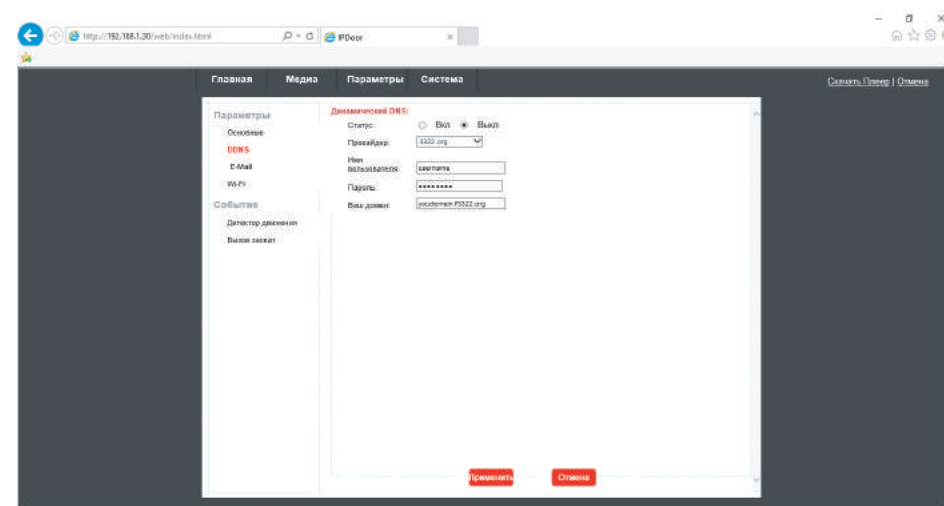 http://192.168.1.30/web/index.html
IPDoor
Главная Медиа Параметры Система
Скачать Плеер | Отмена
Параметры
Основные
DDNS
E-Mail
Wi-Fi
События
Детектор движения
Вызов захват
Динамический DNS:
Статус: Вкл Выкл
Провайдер: 3322.org
Имя
пользователя: username
Пароль: ••••••••
Ваш домен: youdomain.f3322.org
Применить Отмена